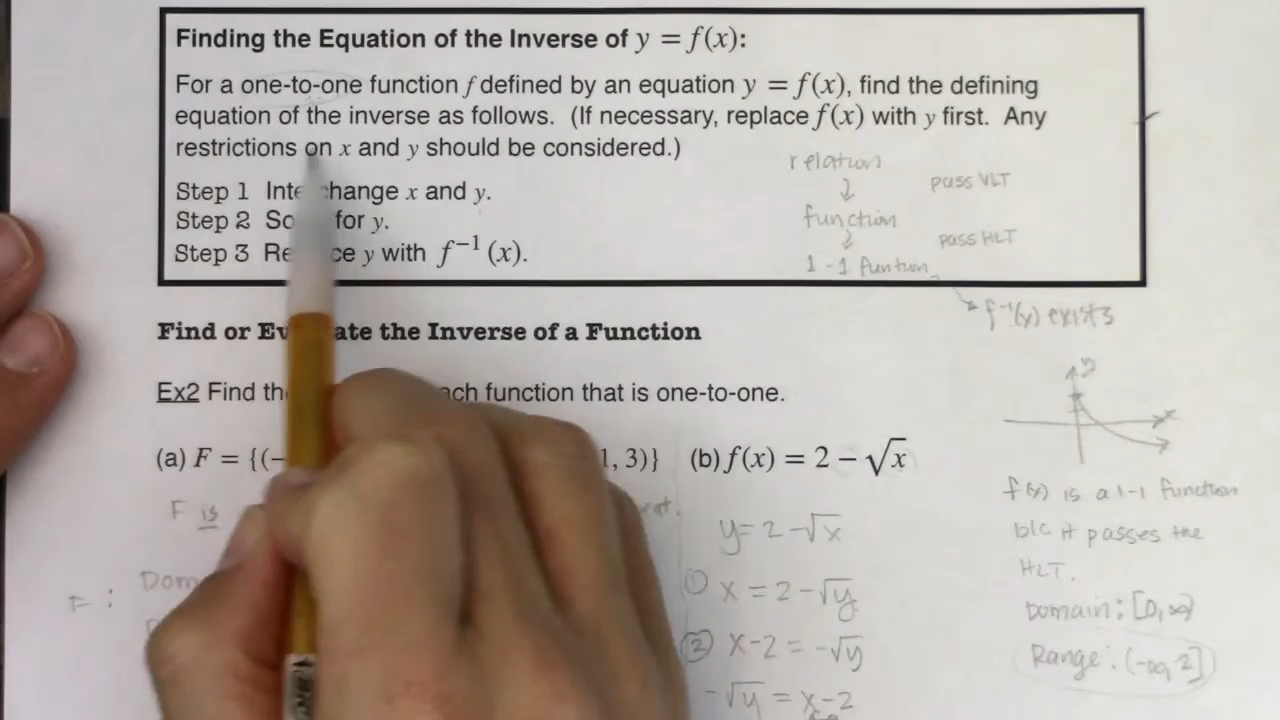 Finding the Equation of the Inverse of y = f(x):
For a one-to-one function f defined by an equation y = f(x), find the defining
equation of the inverse as follows. (If necessary, replace f(x) with y first. Any
restrictions on x and y should be considered.)
Step 1 Inte change x and y.
Step 2 So for y.
Step 3 Re ce y with f⁻¹(x).
relation
↓
function
↓
1-1 funtion
pass VLT
pass HLT
f⁻¹(x) exists
Find or Ev ate the Inverse of a Function
Ex2 Find th ach function that is one-to-one.
(a) F = {(- 1, 3)}
(b) f(x) = 2 − √x
F is
F : Dom
y = 2 - √x
① x = 2 - √y
② x - 2 = -√y
-√y = x - 2
y
x
f(x) is a 1-1 function
b/c it passes the
HLT.
Domain: [0, ∞)
Range: (-∞, 2]